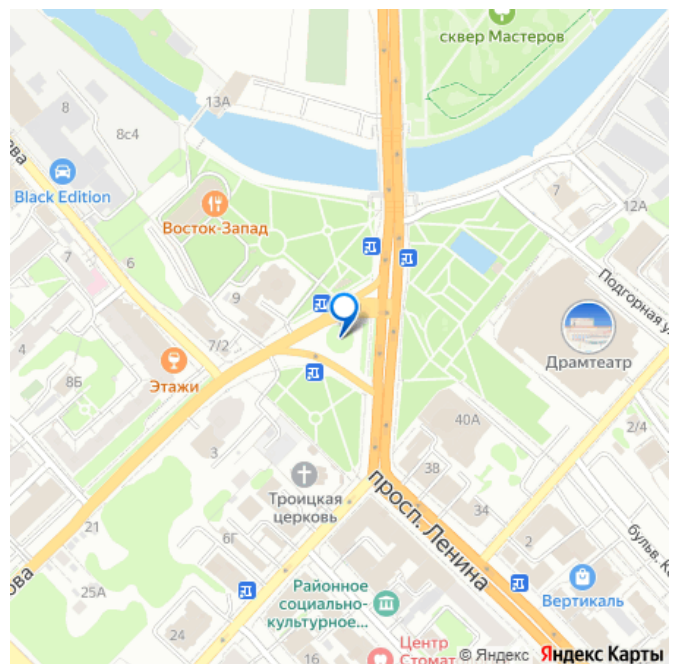 сквер Мастеров
8
13А
8с4
ова
7
Black Edition
12А
Восток-Запад
6
Подгорная у
9
7/2
4
Драмтеатр
Этажи
8Б
40А
3
2/4
38
Троицкая
церковь
просп. Ленина
34
21
6Г
2
бульв. К
ова
25А
Вертикаль
Районное
социально-
культурное...
24
16
Центр
Стомат
© Яндекс Яндекс Карты